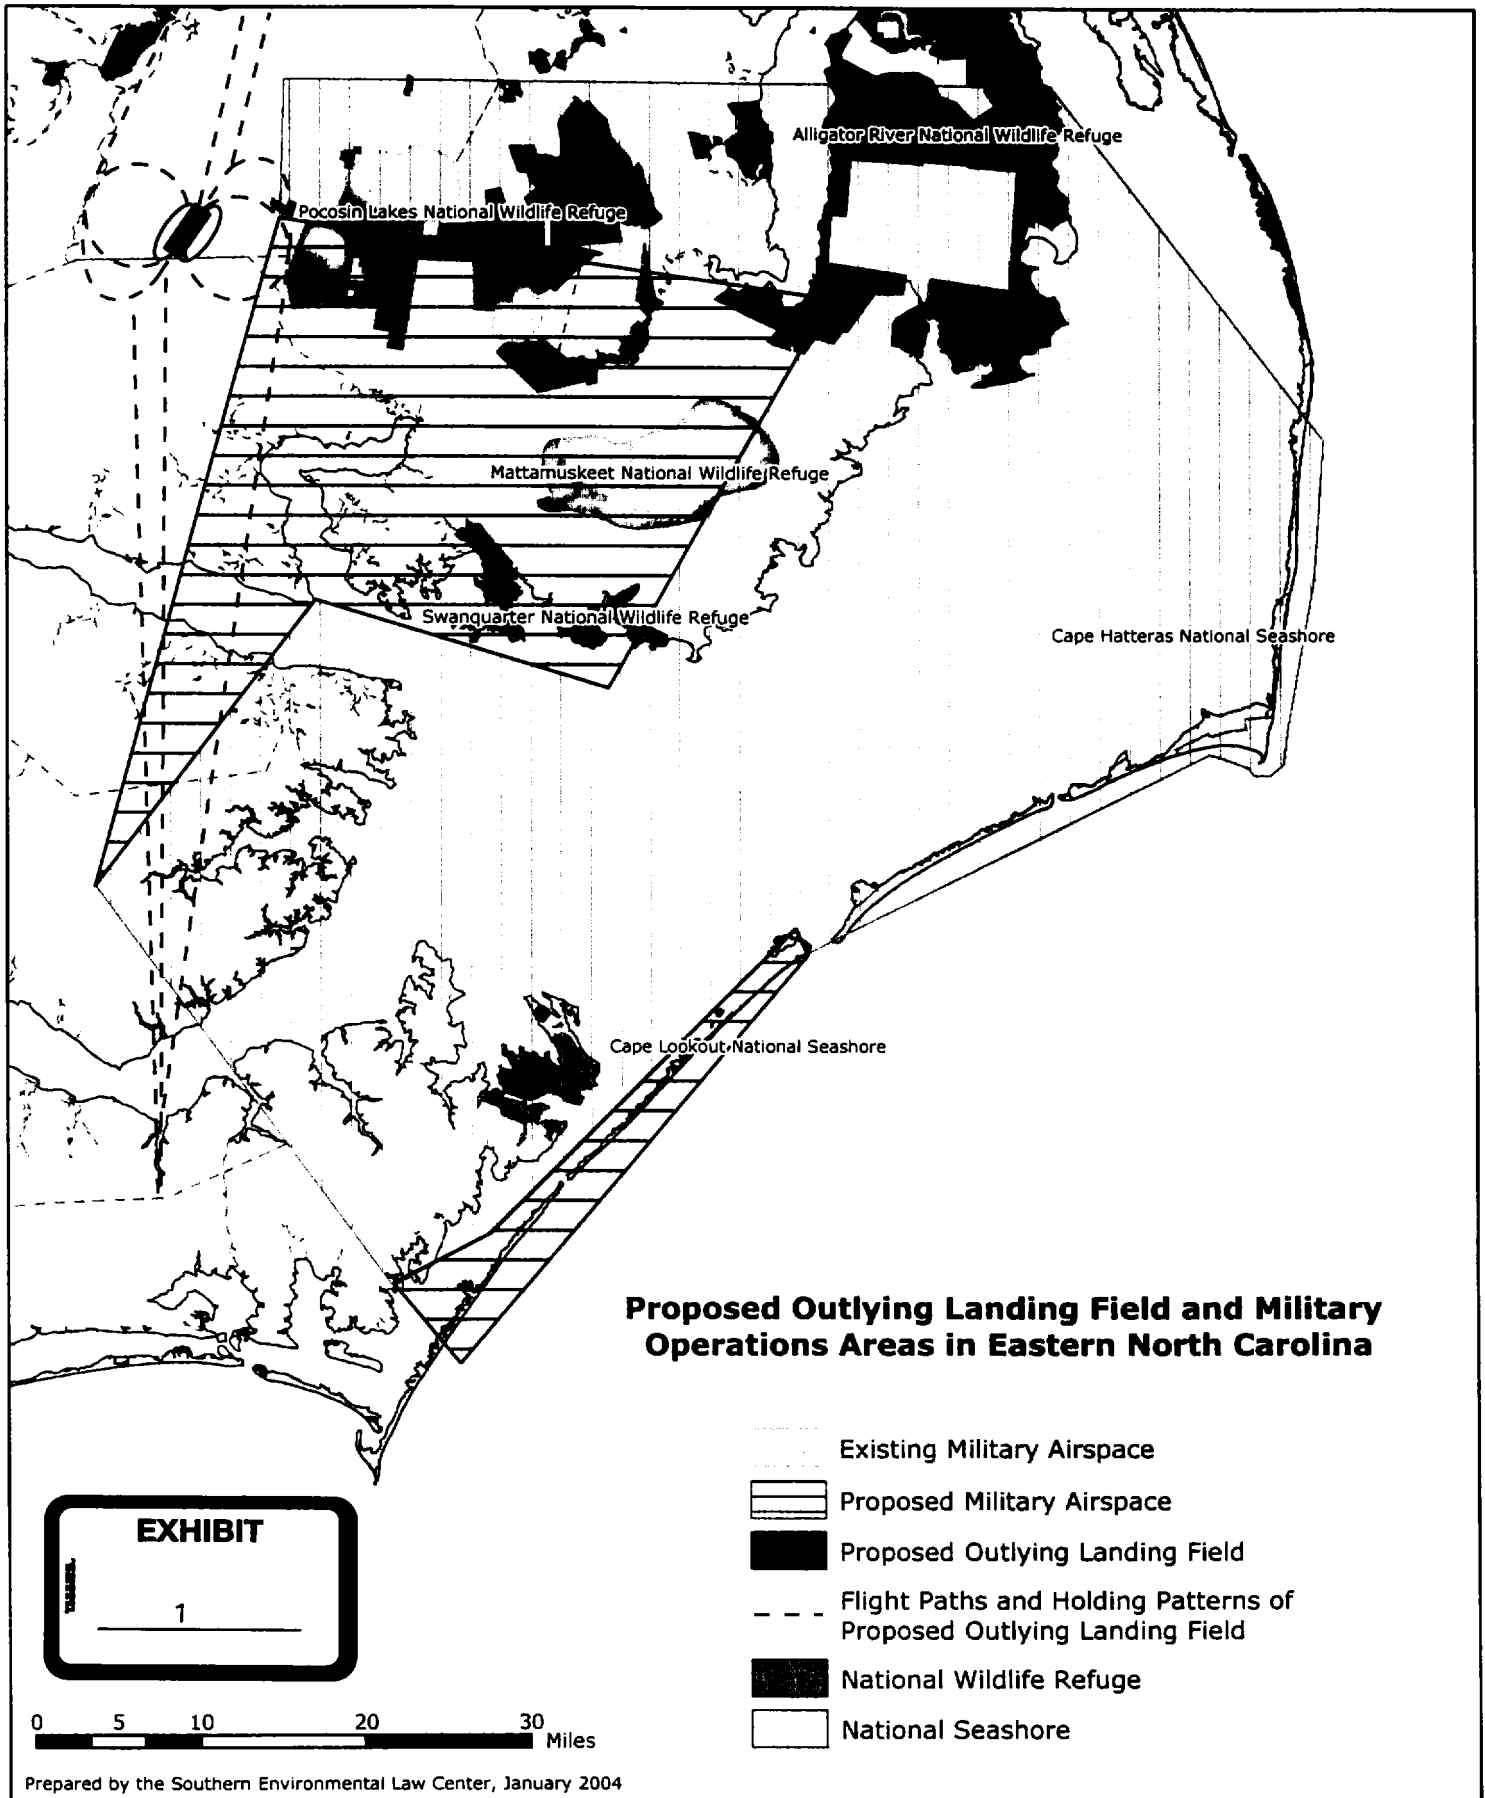 Alligator River National Wildlife Refuge
Pocosin Lakes National Wildlife Refuge
Mattamuskeet National Wildlife Refuge
Swanquarter National Wildlife Refuge
Cape Hatteras National Seashore
Cape Lookout National Seashore
Proposed Outlying Landing Field and Military
Operations Areas in Eastern North Carolina
Existing Military Airspace
Proposed Military Airspace
Proposed Outlying Landing Field
Flight Paths and Holding Patterns of
Proposed Outlying Landing Field
National Wildlife Refuge
National Seashore
EXHIBIT
1
0 5 10 20 30
Miles
Prepared by the Southern Environmental Law Center, January 2004